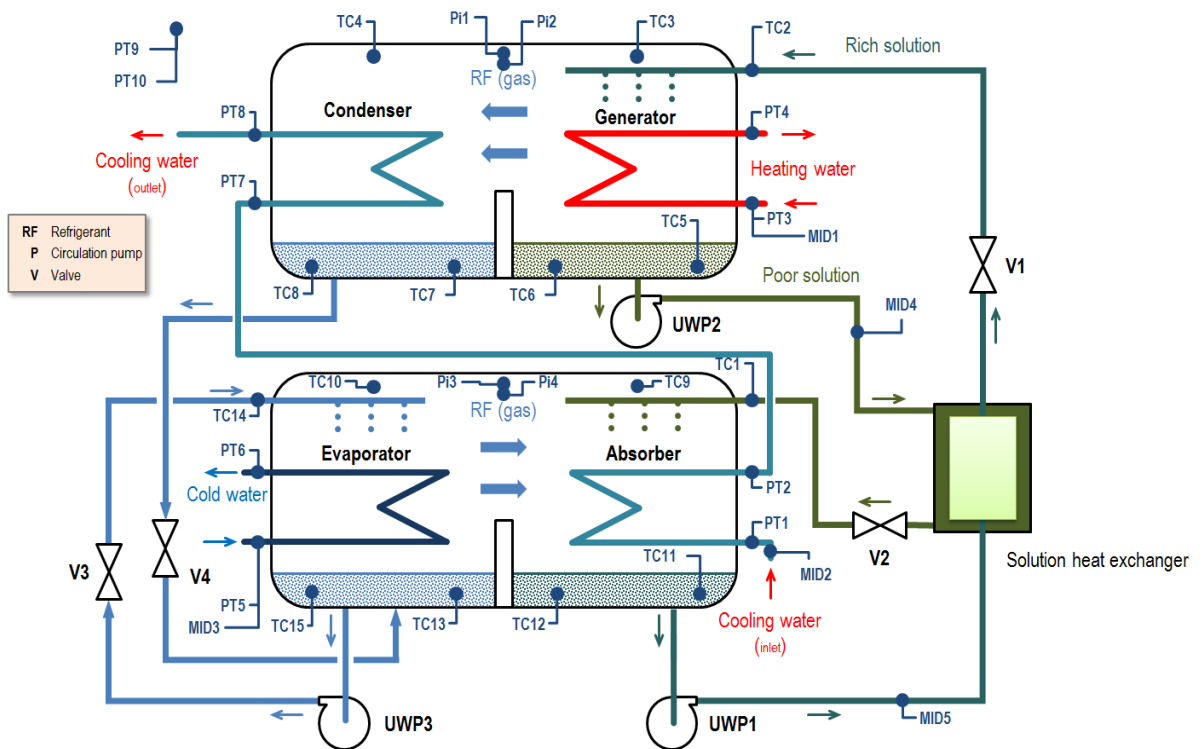 TC4
Pi1
Pi2
TC3
TC2
Rich solution
PT9
PT10
RF (gas)
PT8
Condenser
Generator
PT4
Cooling water
(outlet)
Heating water
PT7
PT3
MID1
RF Refrigerant
P Circulation pump
V Valve
TC5
TC8
TC7
TC6
Poor solution
V1
UWP2
MID4
TC10
Pi3
Pi4
TC9
TC1
RF (gas)
TC14
PT6
Evaporator
Absorber
Cold water
PT2
PT1
V2
MID2
Solution heat exchanger
V3
V4
TC11
PT5
MID3
TC15
TC13
TC12
Cooling water
(inlet)
UWP3
UWP1
MID5